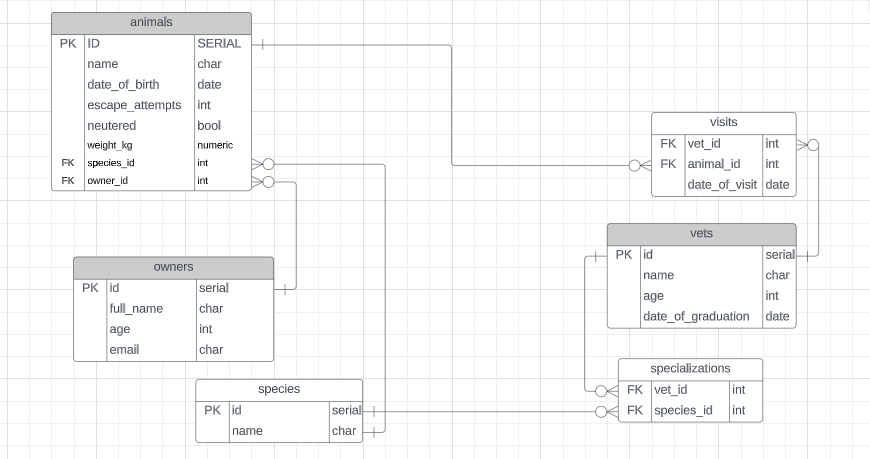 animals
PK ID SERIAL
name char
date_of_birth date
escape_attempts int
neutered bool
weight_kg numeric
FK species_id int
FK owner_id int
visits
FK vet_id int
FK animal_id int
date_of_visit date
vets
PK id serial
name char
age int
date_of_graduation date
owners
PK id serial
full_name char
age int
email char
specializations
FK vet_id int
FK species_id int
species
PK id serial
name char